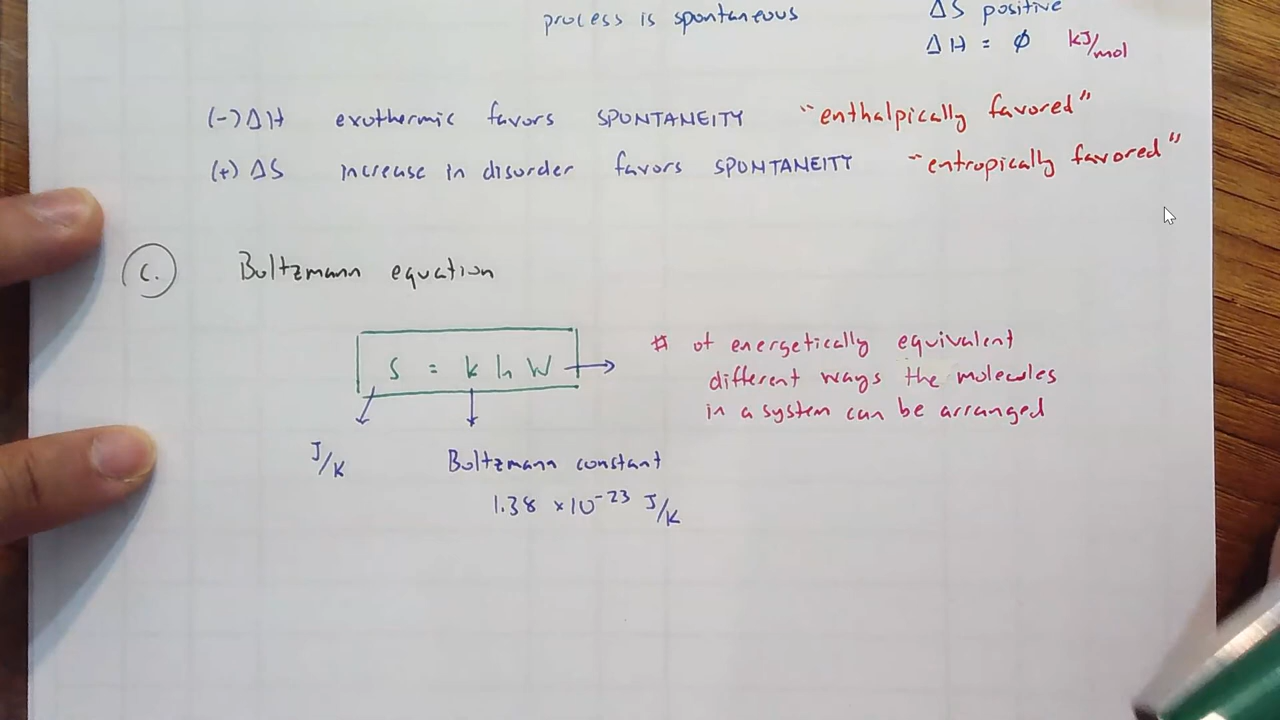 process is spontaneous
ΔS positive
ΔH = ϕ kJ/mol
(-) ΔH exothermic favors SPONTANEITY "enthalpically favored"
(+) ΔS increase in disorder favors SPONTANEITY "entropically favored"
C. Boltzmann equation
S = k ln W
# of energetically equivalent
different ways the molecules
in a system can be arranged
J/K
Boltzmann constant
1.38 ×10⁻²³ J/K